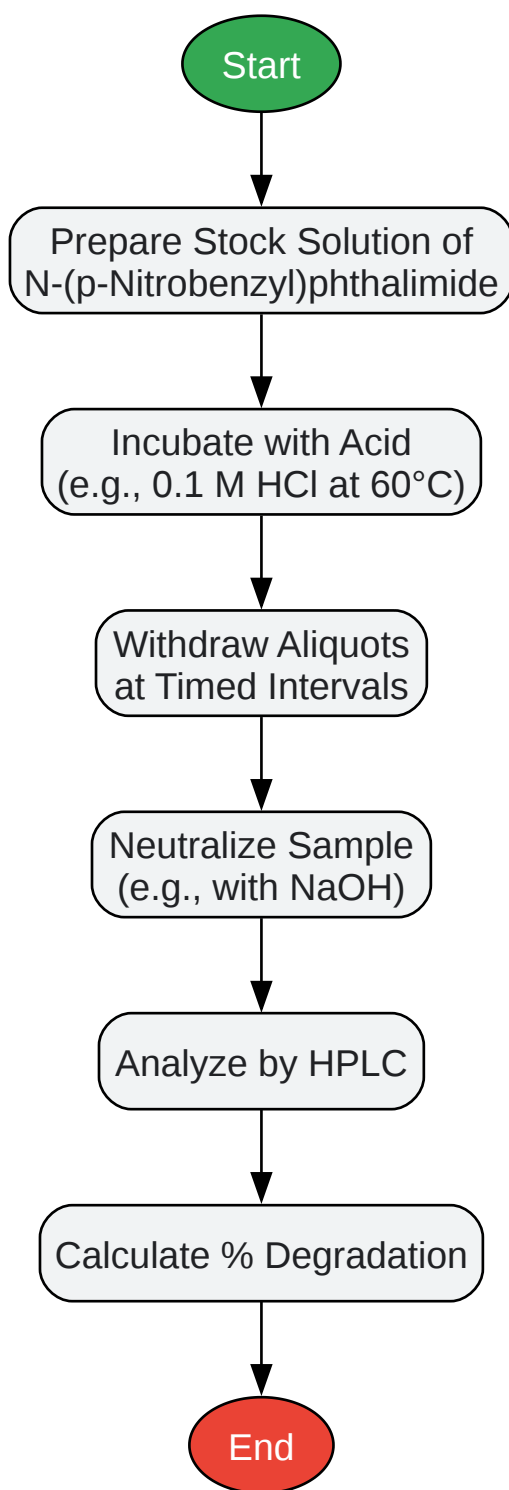 Start
Prepare Stock Solution of
N-(p-Nitrobenzyl)phthalimide
Incubate with Acid
(e.g., 0.1 M HCl at 60°C)
Withdraw Aliquots
at Timed Intervals
Neutralize Sample
(e.g., with NaOH)
Analyze by HPLC
Calculate % Degradation
End